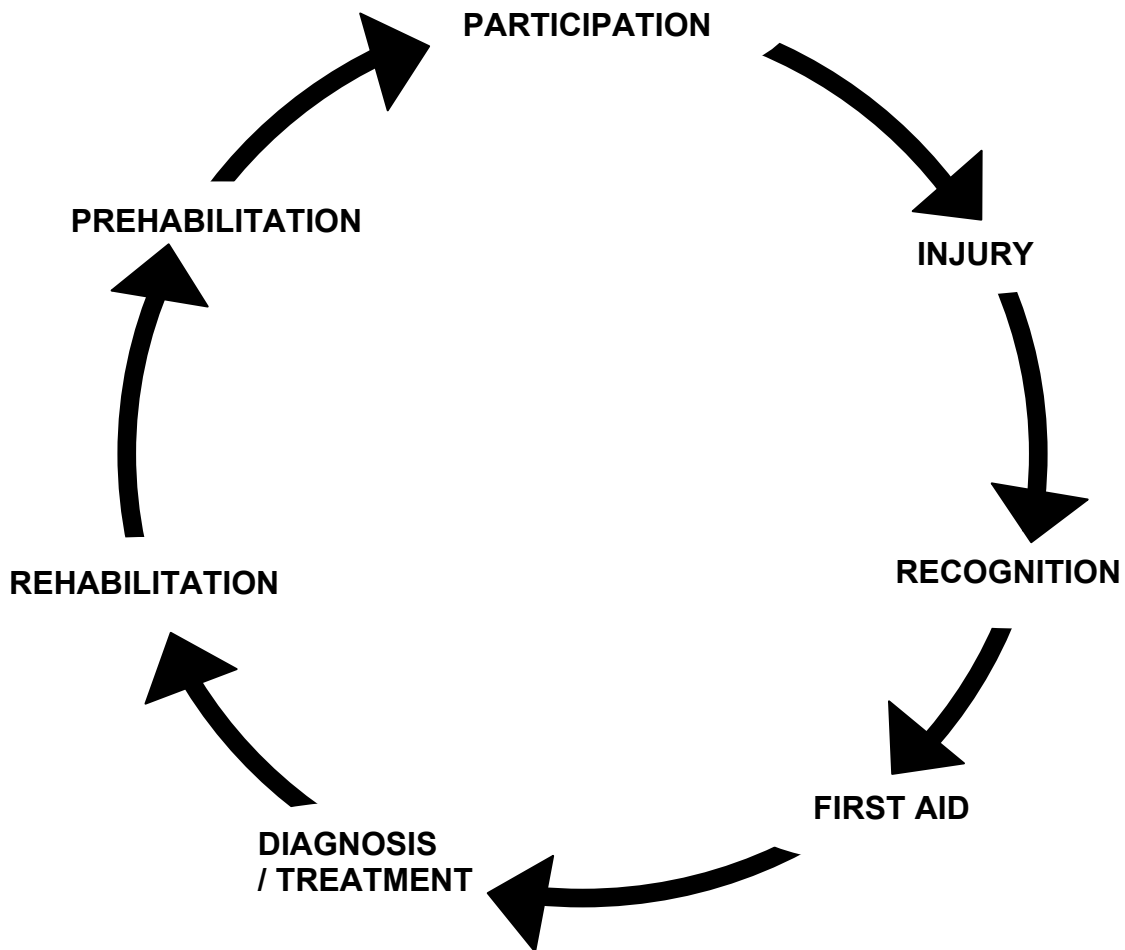 PARTICIPATION
INJURY
RECOGNITION
FIRST AID
DIAGNOSIS
/ TREATMENT
REHABILITATION
PREHABILITATION